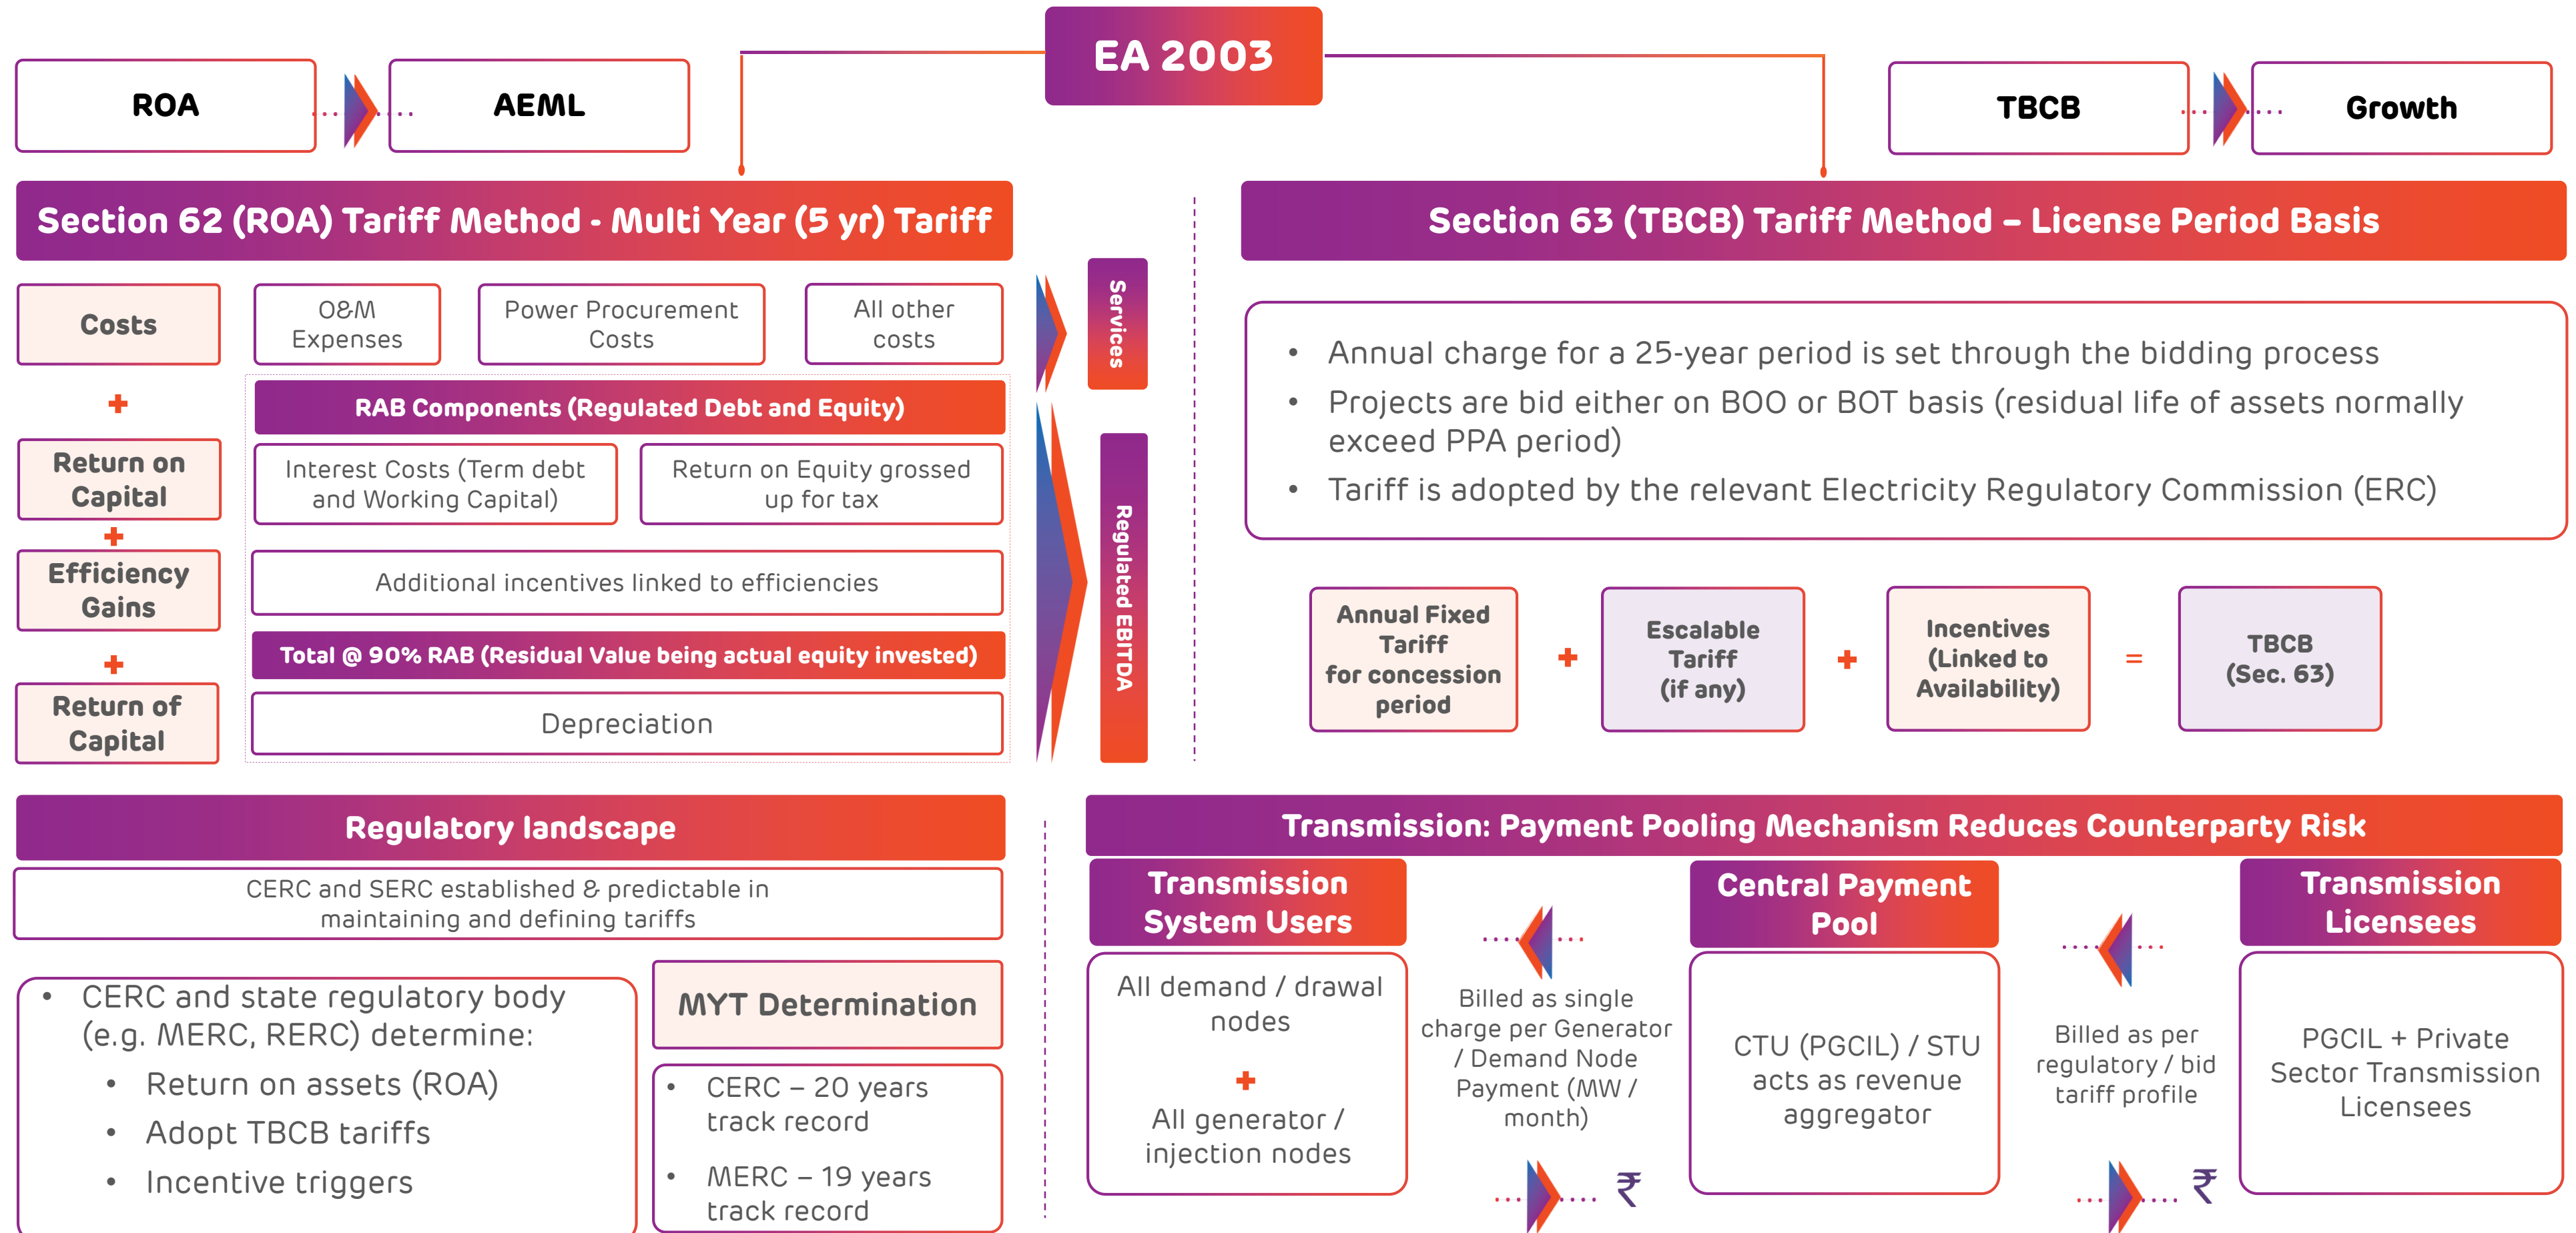 EA 2003
ROA
AEML
TBCB
Growth
Section 62 (ROA) Tariff Method - Multi Year (5 yr) Tariff
Costs
O&M
Expenses
Power Procurement
Costs
All other
costs
+
RAB Components (Regulated Debt and Equity)
Return on
Capital
Interest Costs (Term debt
and Working Capital)
Return on Equity grossed
up for tax
+
Efficiency
Gains
Additional incentives linked to efficiencies
+
Total @ 90% RAB (Residual Value being actual equity invested)
Return of
Capital
Depreciation
Services
Regulated EBITDA
Section 63 (TBCB) Tariff Method – License Period Basis
• Annual charge for a 25-year period is set through the bidding process
• Projects are bid either on BOO or BOT basis (residual life of assets normally
exceed PPA period)
• Tariff is adopted by the relevant Electricity Regulatory Commission (ERC)
Annual Fixed
Tariff
for concession
period
+
Escalable
Tariff
(if any)
+
Incentives
(Linked to
Availability)
=
TBCB
(Sec. 63)
Regulatory landscape
CERC and SERC established & predictable in
maintaining and defining tariffs
• CERC and state regulatory body
(e.g. MERC, RERC) determine:
• Return on assets (ROA)
• Adopt TBCB tariffs
• Incentive triggers
MYT Determination
• CERC – 20 years
track record
• MERC – 19 years
track record
Transmission: Payment Pooling Mechanism Reduces Counterparty Risk
Transmission
System Users
All demand / drawal
nodes
+
All generator /
injection nodes
Billed as single
charge per Generator
/ Demand Node
Payment (MW /
month)
₹
Central Payment
Pool
CTU (PGCIL) / STU
acts as revenue
aggregator
Billed as per
regulatory / bid
tariff profile
₹
Transmission
Licensees
PGCIL + Private
Sector Transmission
Licensees